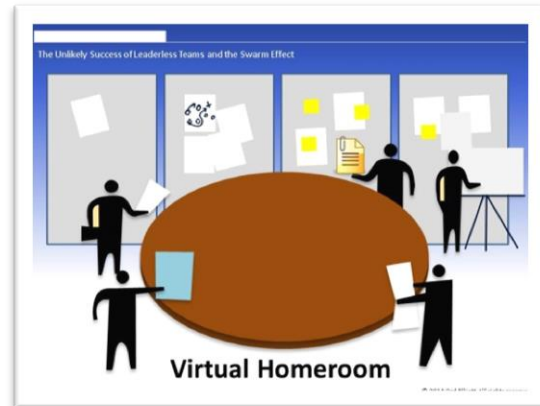 The Unlikely Success of Leaderless Teams and the Swarm Effect
Virtual Homeroom